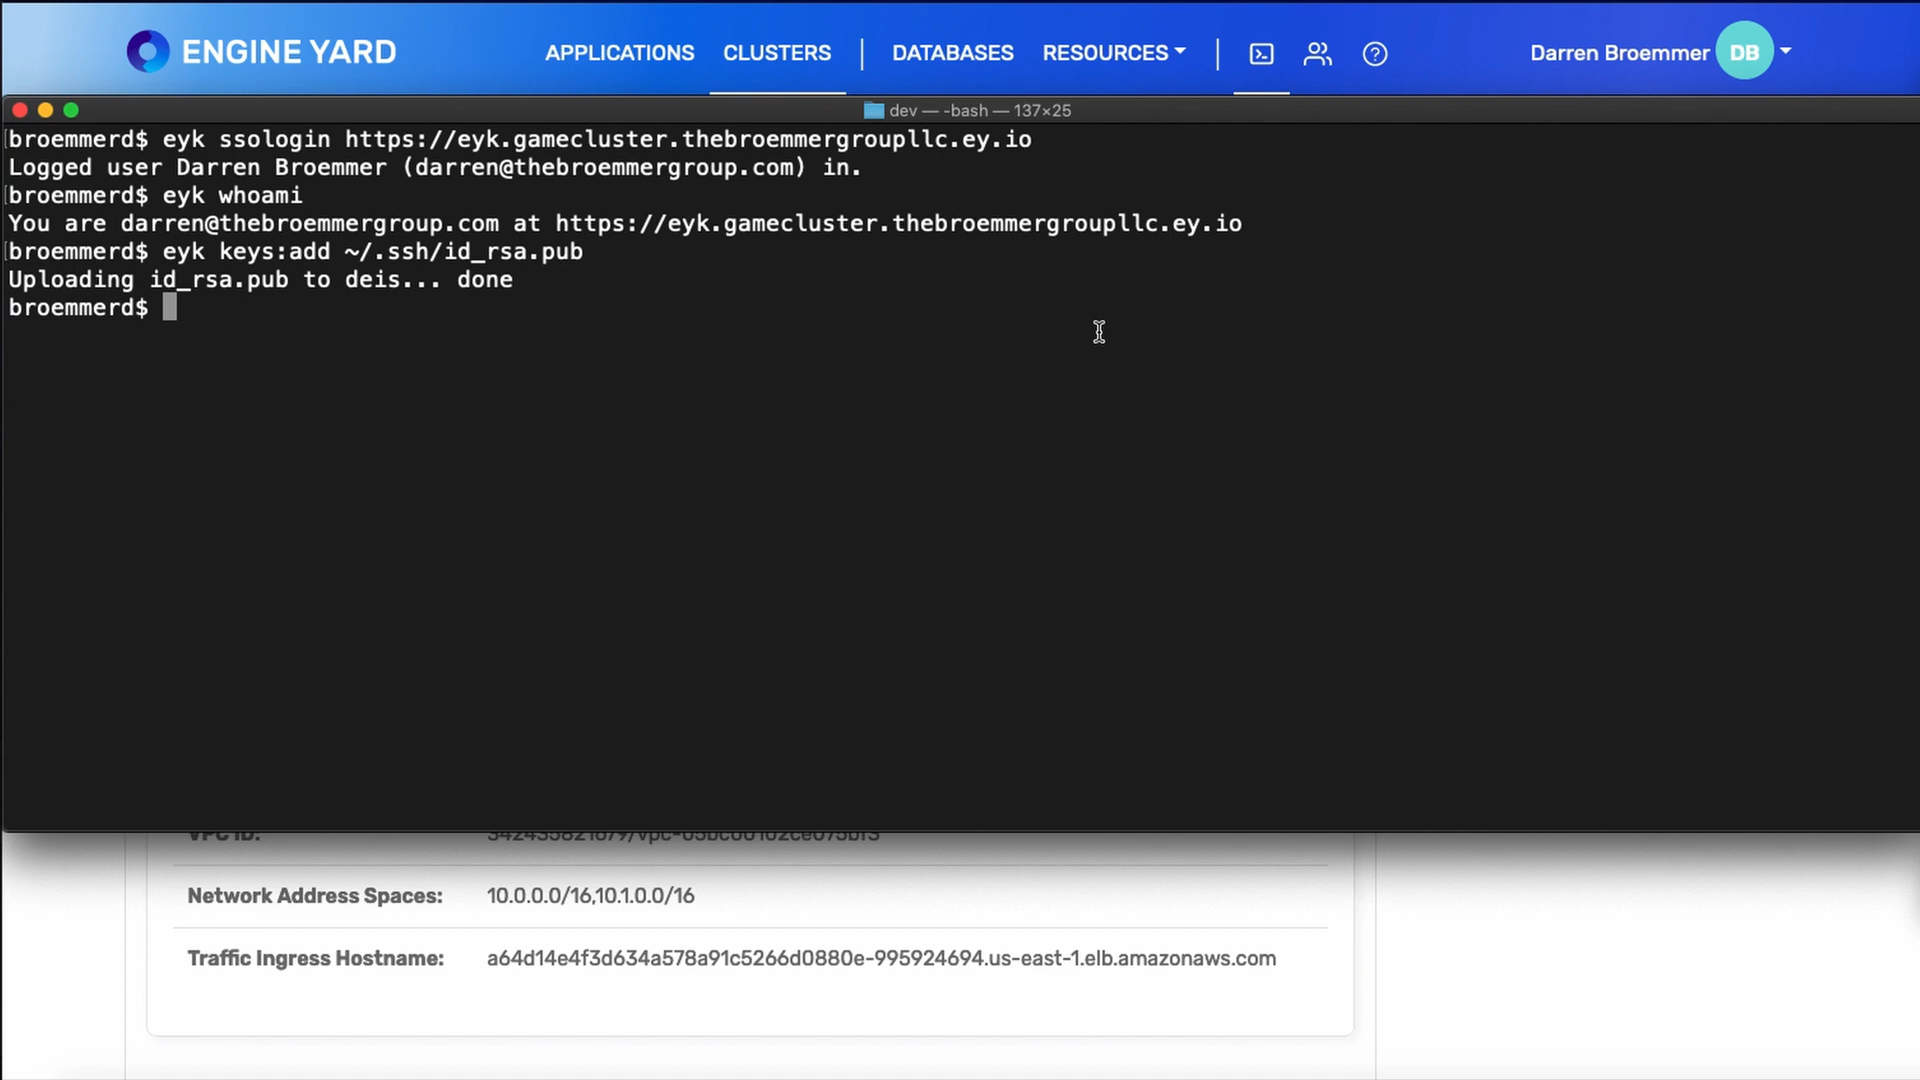 ENGINE YARD APPLICATIONS CLUSTERS DATABASES RESOURCES Darren Broemmer DB
dev — -bash — 137×25
broemmerd$ eyk ssologin https://eyk.gamecluster.thebroemmergroupllc.ey.io
Logged user Darren Broemmer (darren@thebroemmergroup.com) in.
broemmerd$ eyk whoami
You are darren@thebroemmergroup.com at https://eyk.gamecluster.thebroemmergroupllc.ey.io
broemmerd$ eyk keys:add ~/.ssh/id_rsa.pub
Uploading id_rsa.pub to deis... done
broemmerd$
VPC ID:
Network Address Spaces: 10.0.0.0/16,10.1.0.0/16
Traffic Ingress Hostname: a64d14e4f3d634a578a91c5266d0880e-995924694.us-east-1.elb.amazonaws.com